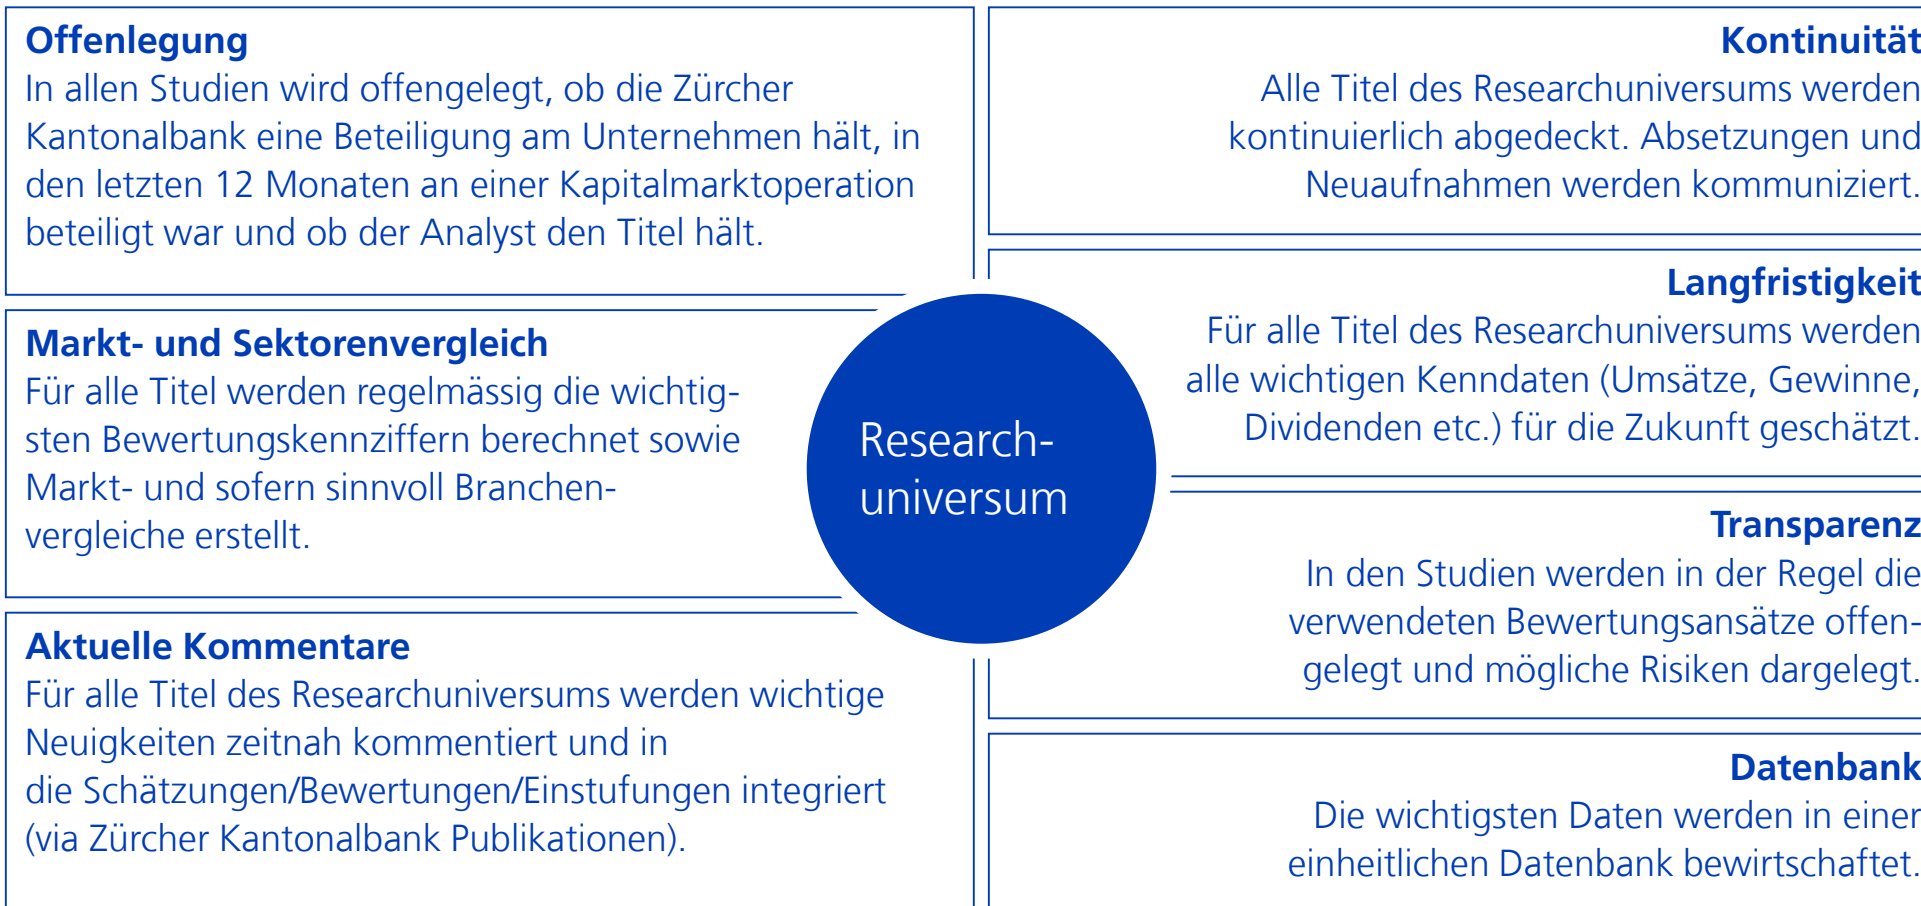 Offenlegung
In allen Studien wird offengelegt, ob die Zürcher
Kantonalbank eine Beteiligung am Unternehmen hält, in
den letzten 12 Monaten an einer Kapitalmarktoperation
beteiligt war und ob der Analyst den Titel hält.
Markt- und Sektorenvergleich
Für alle Titel werden regelmässig die wichtig-
sten Bewertungskennziffern berechnet sowie
Markt- und sofern sinnvoll Branchen-
vergleiche erstellt.
Aktuelle Kommentare
Für alle Titel des Researchuniversums werden wichtige
Neuigkeiten zeitnah kommentiert und in
die Schätzungen/Bewertungen/Einstufungen integriert
(via Zürcher Kantonalbank Publikationen).
Research-
universum
Kontinuität
Alle Titel des Researchuniversums werden
kontinuierlich abgedeckt. Absetzungen und
Neuaufnahmen werden kommuniziert.
Langfristigkeit
Für alle Titel des Researchuniversums werden
alle wichtigen Kenndaten (Umsätze, Gewinne,
Dividenden etc.) für die Zukunft geschätzt.
Transparenz
In den Studien werden in der Regel die
verwendeten Bewertungsansätze offen-
gelegt und mögliche Risiken dargelegt.
Datenbank
Die wichtigsten Daten werden in einer
einheitlichen Datenbank bewirtschaftet.